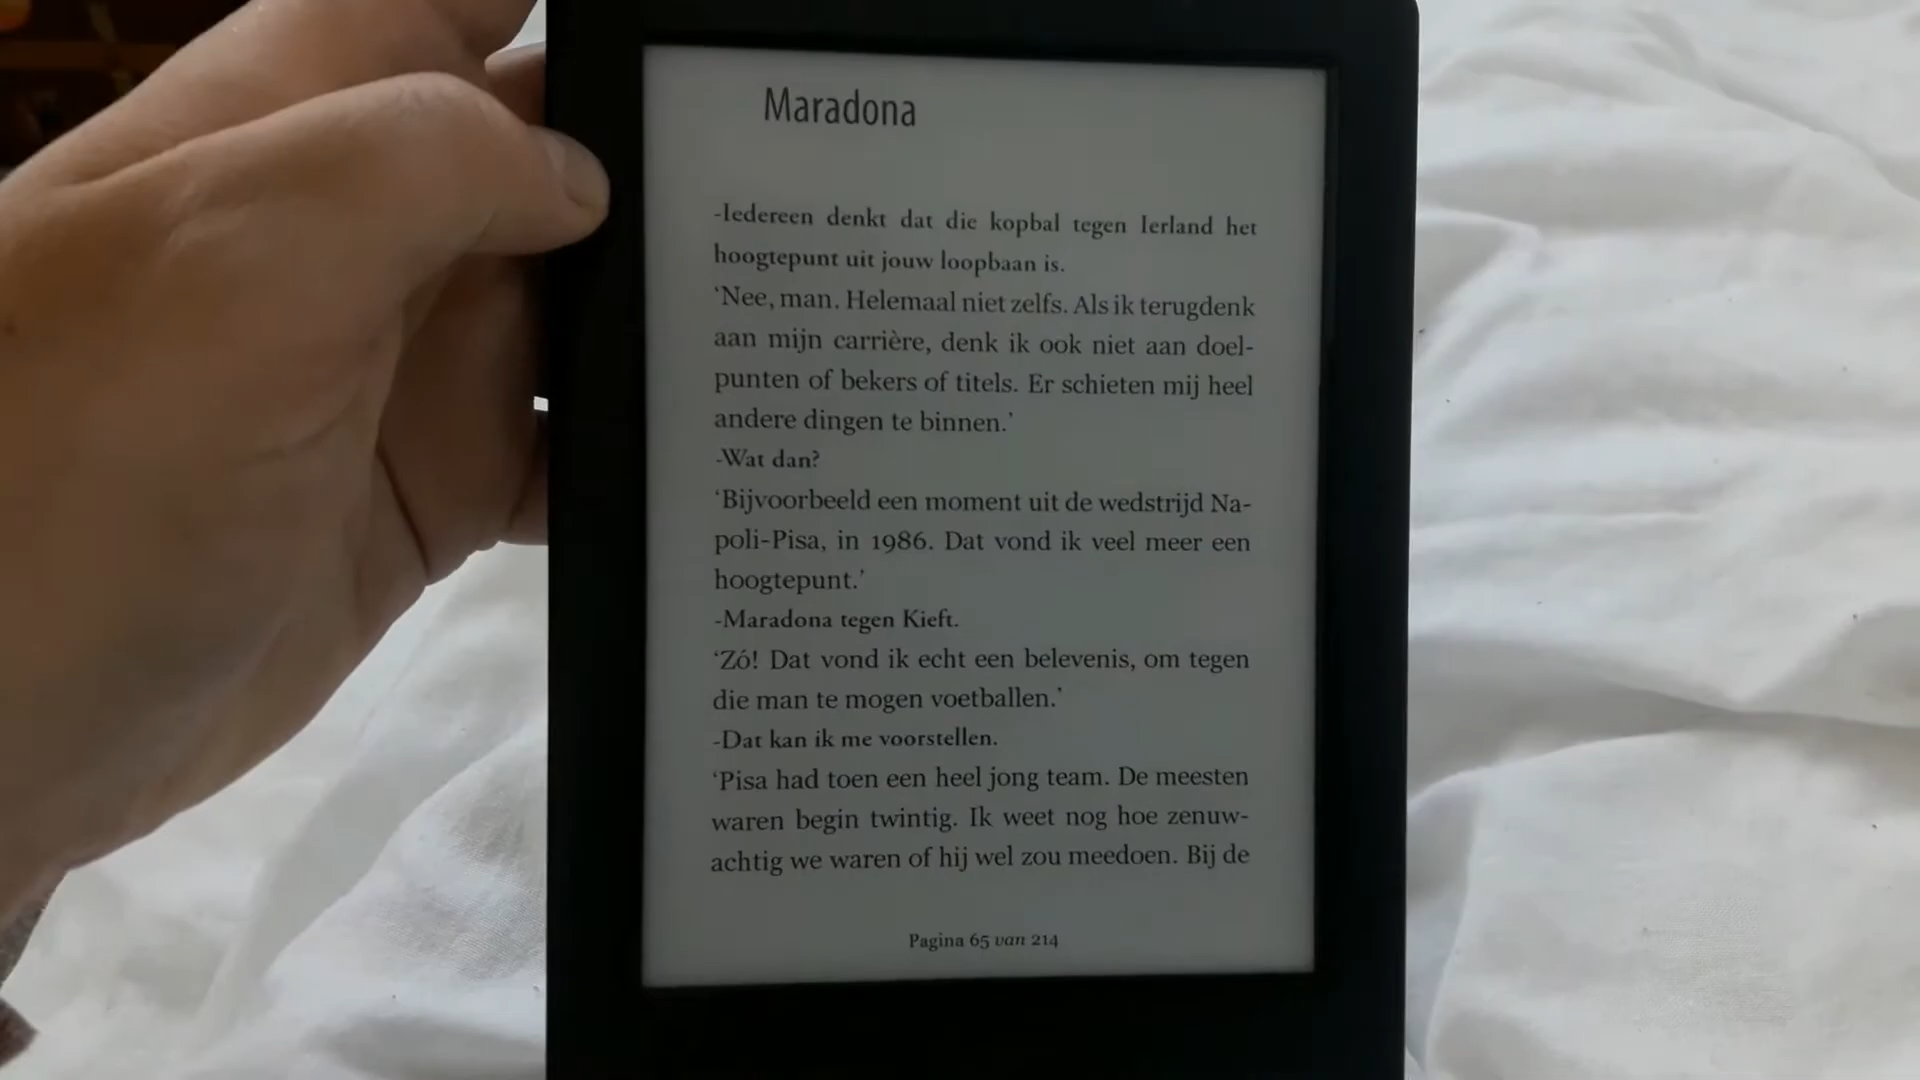 Maradona
-Iedereen denkt dat die kopbal tegen Ierland het
hoogtepunt uit jouw loopbaan is.
‘Nee, man. Helemaal niet zelfs. Als ik terugdenk
aan mijn carrière, denk ik ook niet aan doel-
punten of bekers of titels. Er schieten mij heel
andere dingen te binnen.’
-Wat dan?
‘Bijvoorbeeld een moment uit de wedstrijd Na-
poli-Pisa, in 1986. Dat vond ik veel meer een
hoogtepunt.’
-Maradona tegen Kieft.
‘Zó! Dat vond ik echt een belevenis, om tegen
die man te mogen voetballen.’
-Dat kan ik me voorstellen.
‘Pisa had toen een heel jong team. De meesten
waren begin twintig. Ik weet nog hoe zenuw-
achtig we waren of hij wel zou meedoen. Bij de
Pagina 65 van 214